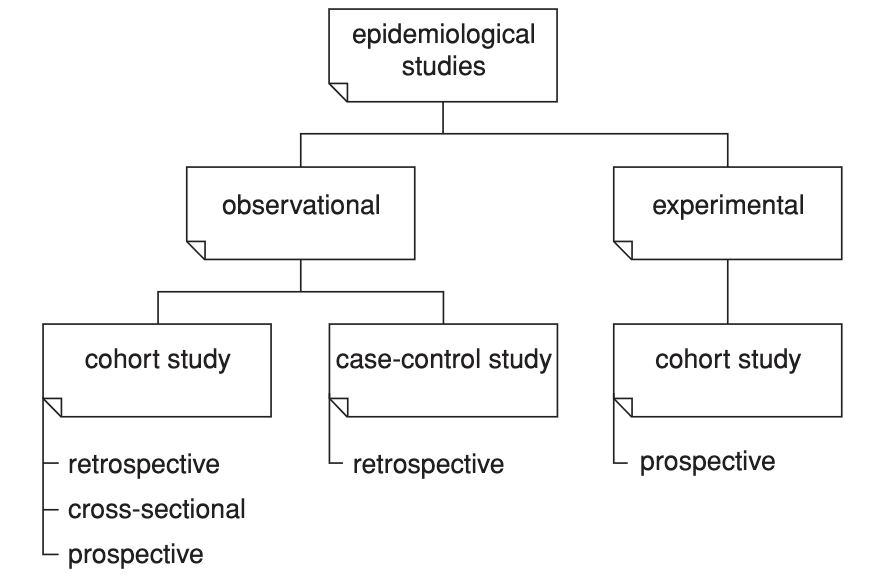 epidemiological
studies
observational
experimental
cohort study
case-control study
cohort study
retrospective
cross-sectional
prospective
retrospective
prospective